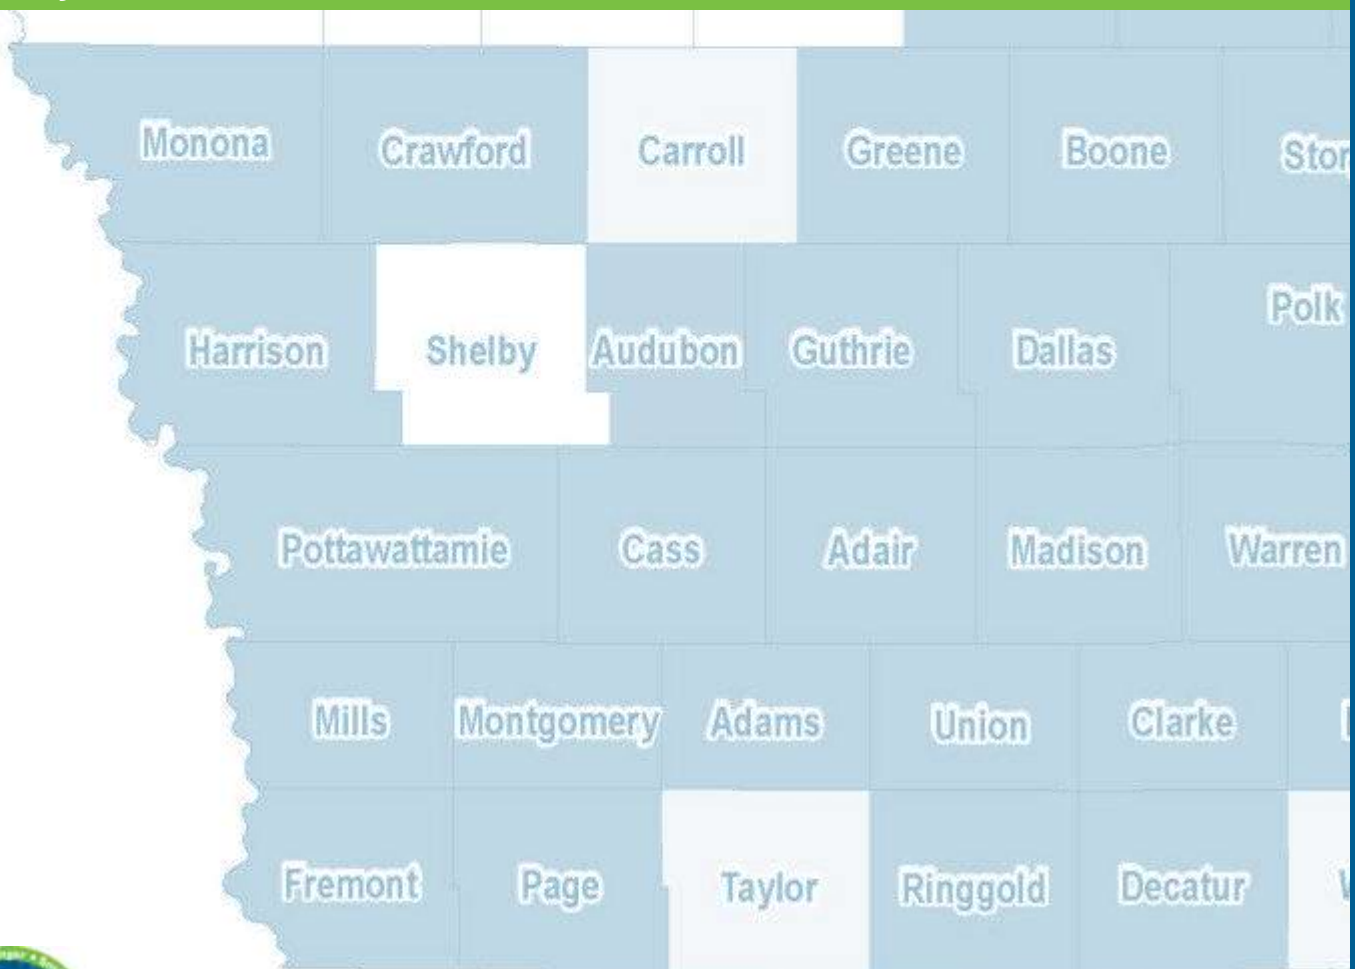 Monona
Crawford
Carroll
Greene
Boone
Stor
Harrison
Shelby
Audubon
Guthrie
Dallas
Polk
Pottawattamie
Cass
Adair
Madison
Warren
Mills
Montgomery
Adams
Union
Clarke
Fremont
Page
Taylor
Ringgold
Decatur